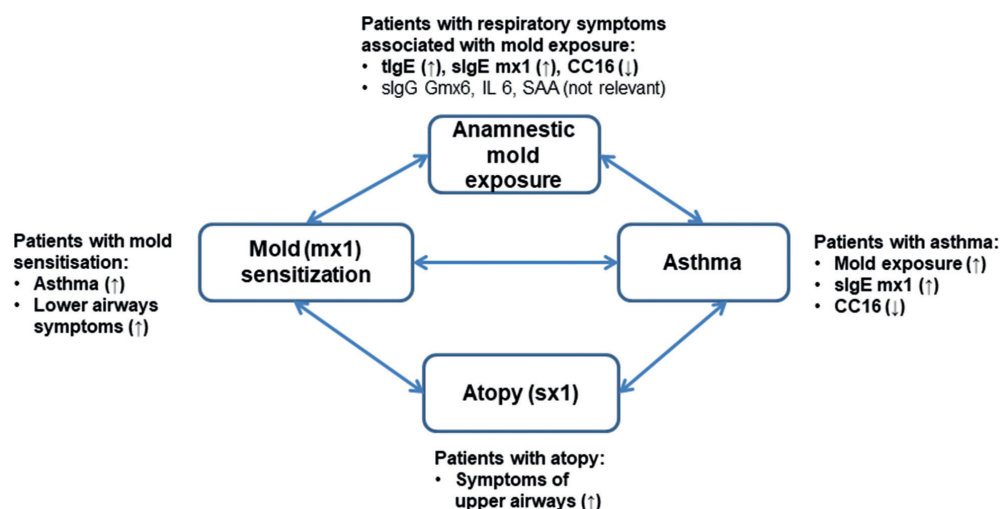 Patients with respiratory symptoms
associated with mold exposure:
• tIgE (↑), sIgE mx1 (↑), CC16 (↓)
• sIgG Gmx6, IL 6, SAA (not relevant)
Anamnestic
mold
exposure
Patients with mold
sensitisation:
• Asthma (↑)
• Lower airways
symptoms (↑)
Mold (mx1)
sensitization
Asthma
Patients with asthma:
• Mold exposure (↑)
• sIgE mx1 (↑)
• CC16 (↓)
Atopy (sx1)
Patients with atopy:
• Symptoms of
upper airways (↑)